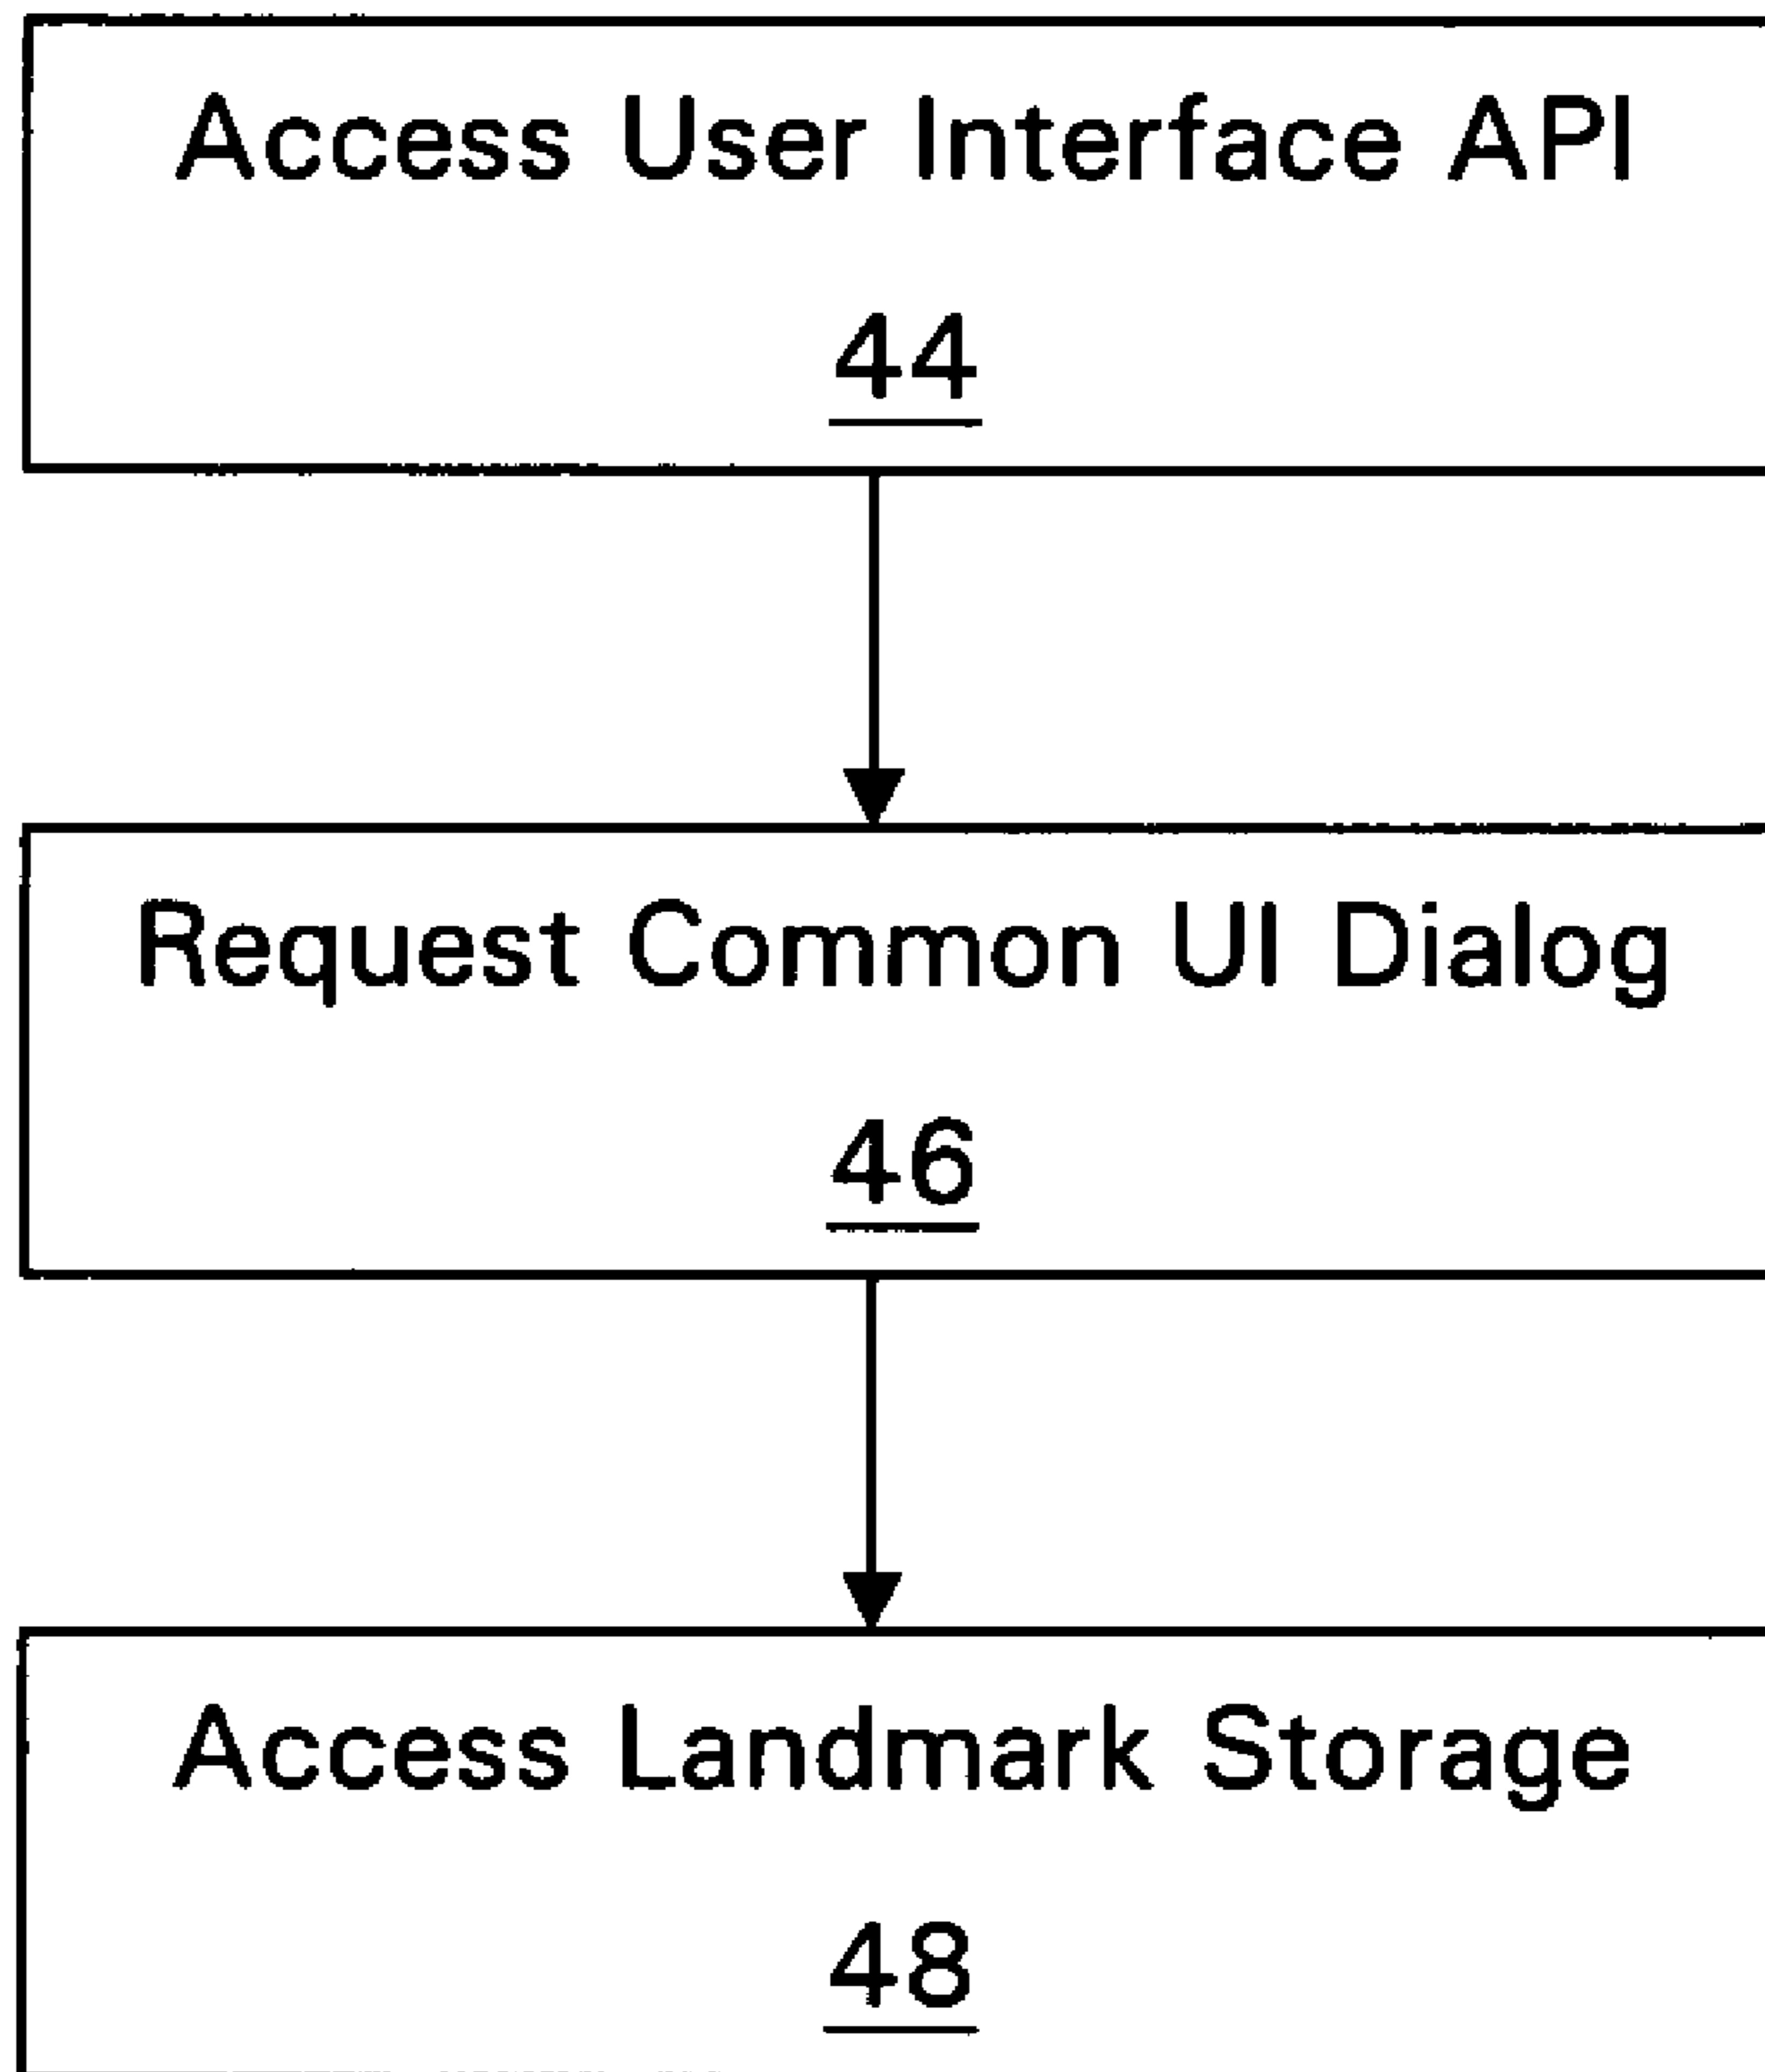 Access User Interface API
44
Request Common UI Dialog
46
Access Landmark Storage
48